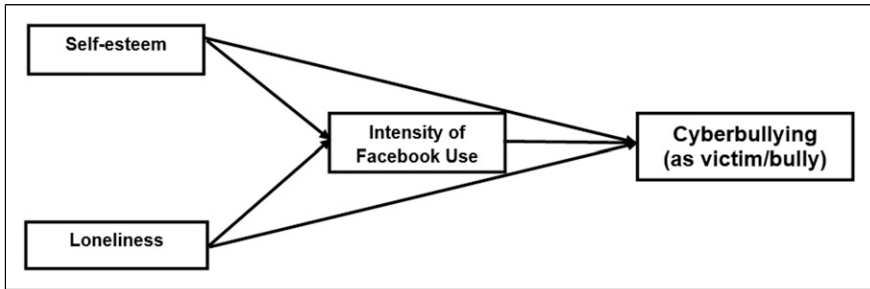 Self-esteem
Intensity of
Facebook Use
Cyberbullying
(as victim/bully)
Loneliness